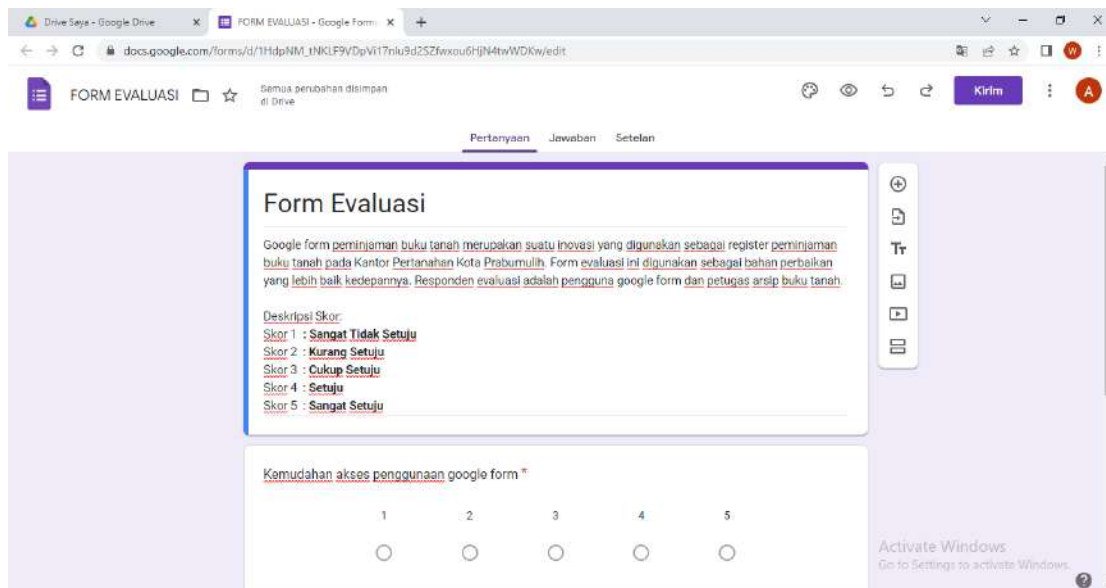 Drive Saya - Google Drive
FORM EVALUASI - Google Form
docs.google.com/forms/d/1HdpNM_tNKLF9VDpVi17nlu9d2SZfwxou6HjN4twWDKw/edit
W
FORM EVALUASI
Semua perubahan disimpan
di Drive
Kirim
A
Pertanyaan Jawaban Setelan
Form Evaluasi
Google form peminjaman buku tanah merupakan suatu inovasi yang digunakan sebagai register peminjaman
buku tanah pada Kantor Pertanahan Kota Prabumulih. Form evaluasi ini digunakan sebagai bahan perbaikan
yang lebih baik kedepannya. Responden evaluasi adalah pengguna google form dan petugas arsip buku tanah.
Deskripsi Skor:
Skor 1 : Sangat Tidak Setuju
Skor 2 : Kurang Setuju
Skor 3 : Cukup Setuju
Skor 4 : Setuju
Skor 5 : Sangat Setuju
Tт
Kemudahan akses penggunaan google form *
1 2 3 4 5
Activate Windows
Go to Settings to activate Windows.